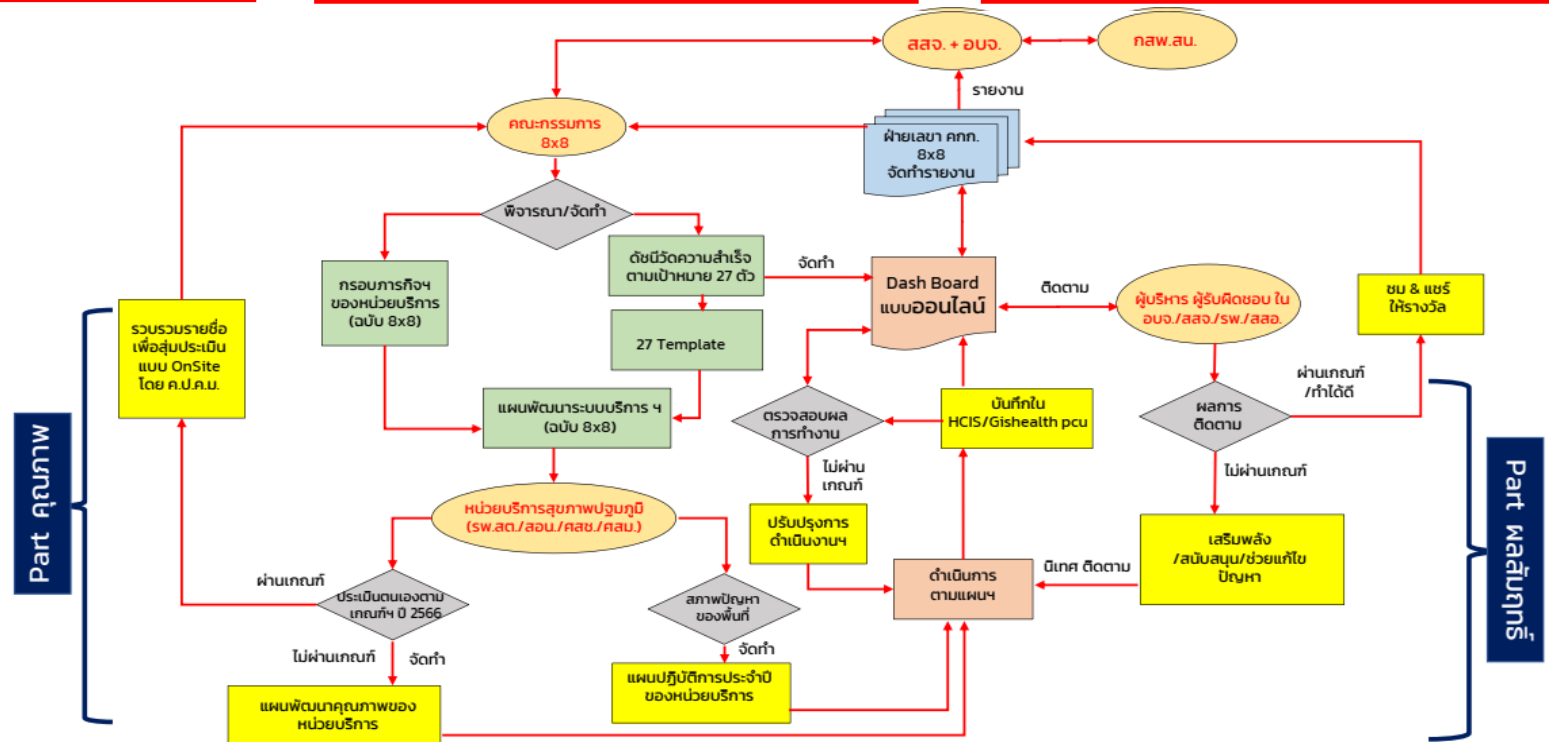 สสจ. + อบจ.
กสพ.สน.
รายงาน
คณะกรรมการ
8x8
ฝ่ายเลขา คกก.
8x8
จัดทำรายงาน
พิจารณา/จัดทำ
ดัชนีวัดความสำเร็จ
ตามเป้าหมาย 27 ตัว
จัดทำ
กรอบภารกิจฯ
ของหน่วยบริการ
(ฉบับ 8x8)
Dash Board
แบบออนไลน์
ติดตาม
ผู้บริหาร ผู้รับผิดชอบ ใน
อบจ./สสจ./รพ./สสอ.
ชม & แชร์
ให้รางวัล
รวบรวมรายชื่อ
เพื่อสุ่มประเมิน
แบบ OnSite
โดย ค.ป.ค.ม.
27 Template
ผ่านเกณฑ์
/ทำได้ดี
แผนพัฒนาระบบบริการ ฯ
(ฉบับ 8x8)
ตรวจสอบผล
การทำงาน
บันทึกใน
HCIS/Gishealth pcu
ผลการ
ติดตาม
ไม่ผ่าน
เกณฑ์
ไม่ผ่านเกณฑ์
Part คุณภาพ
Part ผลสัมฤทธิ์
หน่วยบริการสุขภาพปฐมภูมิ
(รพ.สต./สอน./ศสช./ศสม.)
ปรับปรุงการ
ดำเนินงานฯ
เสริมพลัง
/สนับสนุน/ช่วยแก้ไข
ปัญหา
ผ่านเกณฑ์
ประเมินตนเองตาม
เกณฑ์ฯ ปี 2566
สภาพปัญหา
ของพื้นที่
ดำเนินการ
ตามแผนฯ
นิเทศ ติดตาม
ไม่ผ่านเกณฑ์
จัดทำ
จัดทำ
แผนปฏิบัติการประจำปี
ของหน่วยบริการ
แผนพัฒนาคุณภาพของ
หน่วยบริการ